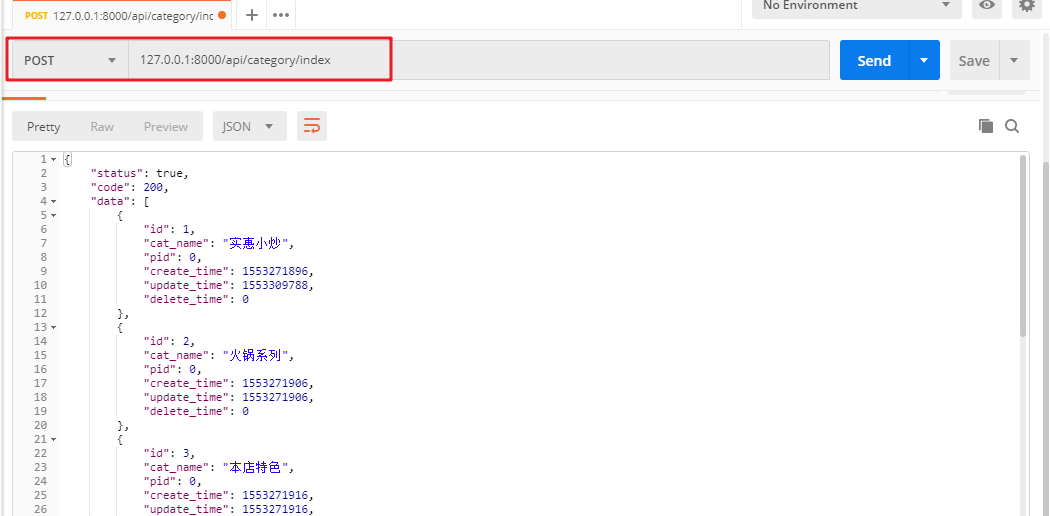 POST 127.0.0.1:8000/api/category/inc
No Environment
POST 127.0.0.1:8000/api/category/index Send Save
Pretty Raw Preview JSON
1 {
2 "status": true,
3 "code": 200,
4 "data": [
5 {
6 "id": 1,
7 "cat_name": "实惠小炒",
8 "pid": 0,
9 "create_time": 1553271896,
10 "update_time": 1553309788,
11 "delete_time": 0
12 },
13 {
14 "id": 2,
15 "cat_name": "火锅系列",
16 "pid": 0,
17 "create_time": 1553271906,
18 "update_time": 1553271906,
19 "delete_time": 0
20 },
21 {
22 "id": 3,
23 "cat_name": "本店特色",
24 "pid": 0,
25 "create_time": 1553271916,
26 "update_time": 1553271916,